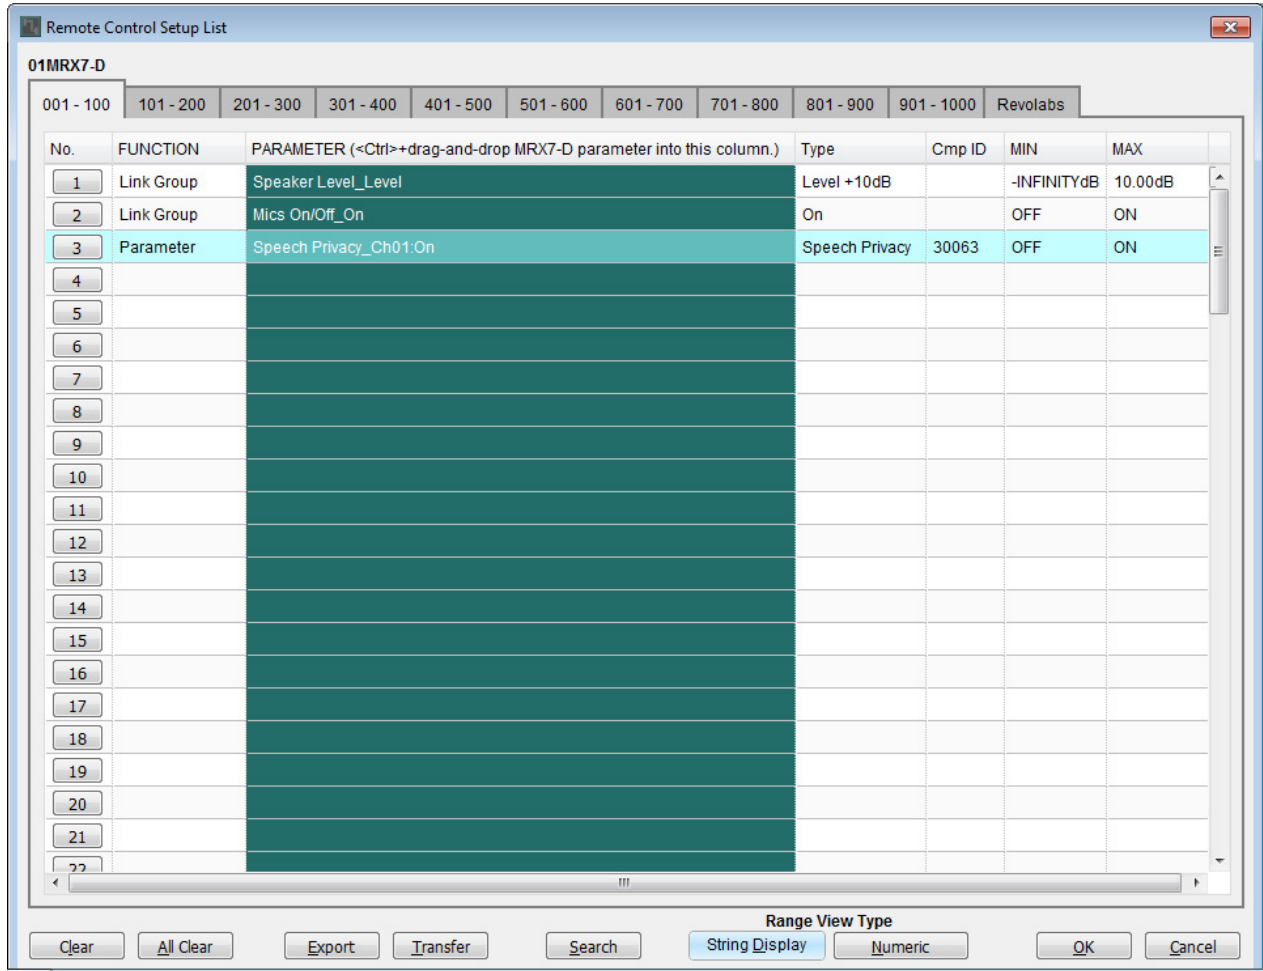 Remote Control Setup List
01MRX7-D
001 - 100 101 - 200 201 - 300 301 - 400 401 - 500 501 - 600 601 - 700 701 - 800 801 - 900 901 - 1000 Revolabs
No. FUNCTION PARAMETER (<Ctrl>+drag-and-drop MRX7-D parameter into this column.) Type Cmp ID MIN MAX
1 Link Group Speaker Level_Level Level +10dB -INFINITYdB 10.00dB
2 Link Group Mics On/Off_On On OFF ON
3 Parameter Speech Privacy_Ch01:On Speech Privacy 30063 OFF ON
4
5
6
7
8
9
10
11
12
13
14
15
16
17
18
19
20
21
22
Range View Type
Clear All Clear Export Transfer Search String Display Numeric OK Cancel